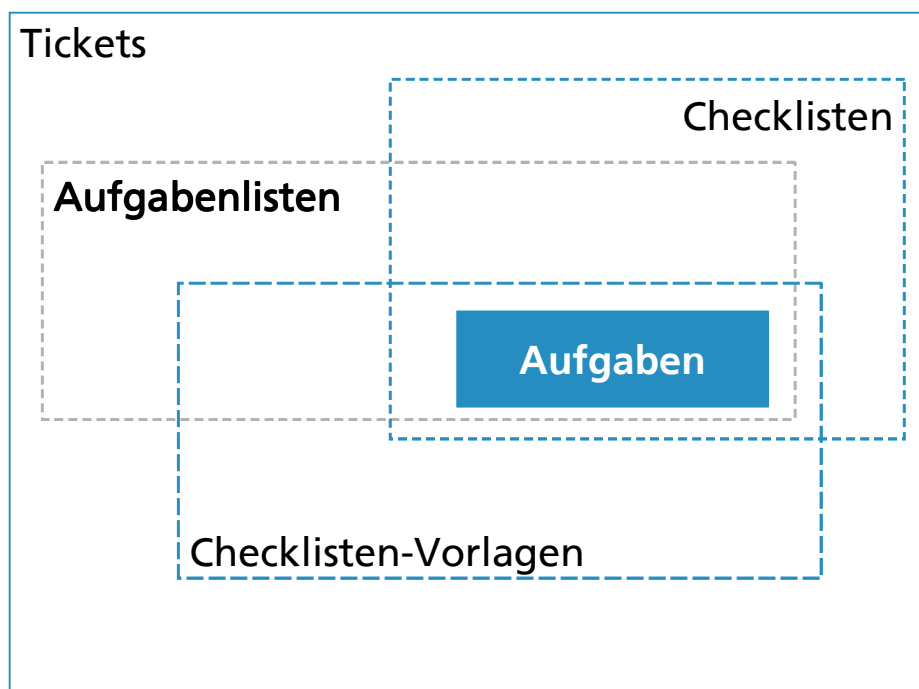 Tickets
Checklisten
Aufgabenlisten
Aufgaben
Checklisten-Vorlagen